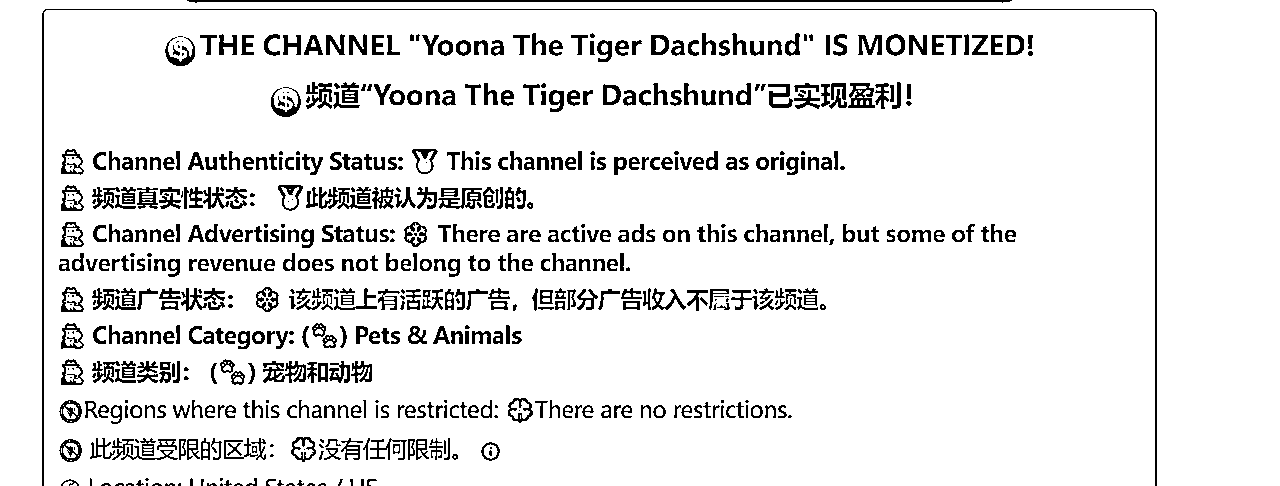 THE CHANNEL "Yoona The Tiger Dachshund" IS MONETIZED!
频道“Yoona The Tiger Dachshund”已实现盈利!
Channel Authenticity Status: This channel is perceived as original.
频道真实性状态: 此频道被认为是原创的。
Channel Advertising Status: There are active ads on this channel, but some of the
advertising revenue does not belong to the channel.
频道广告状态: 该频道上有活跃的广告，但部分广告收入不属于该频道。
Channel Category: ( ) Pets & Animals
频道类别: ( ) 宠物和动物
Regions where this channel is restricted: There are no restrictions.
此频道受限的区域: 没有任何限制。
Location: United States / US